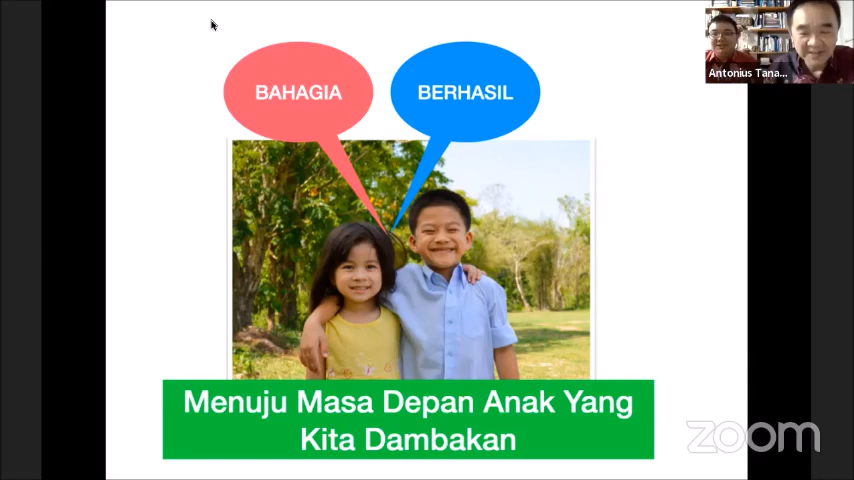 BAHAGIA
BERHASIL
Antonius Tana...
Menuju Masa Depan Anak Yang
Kita Dambakan
zoom